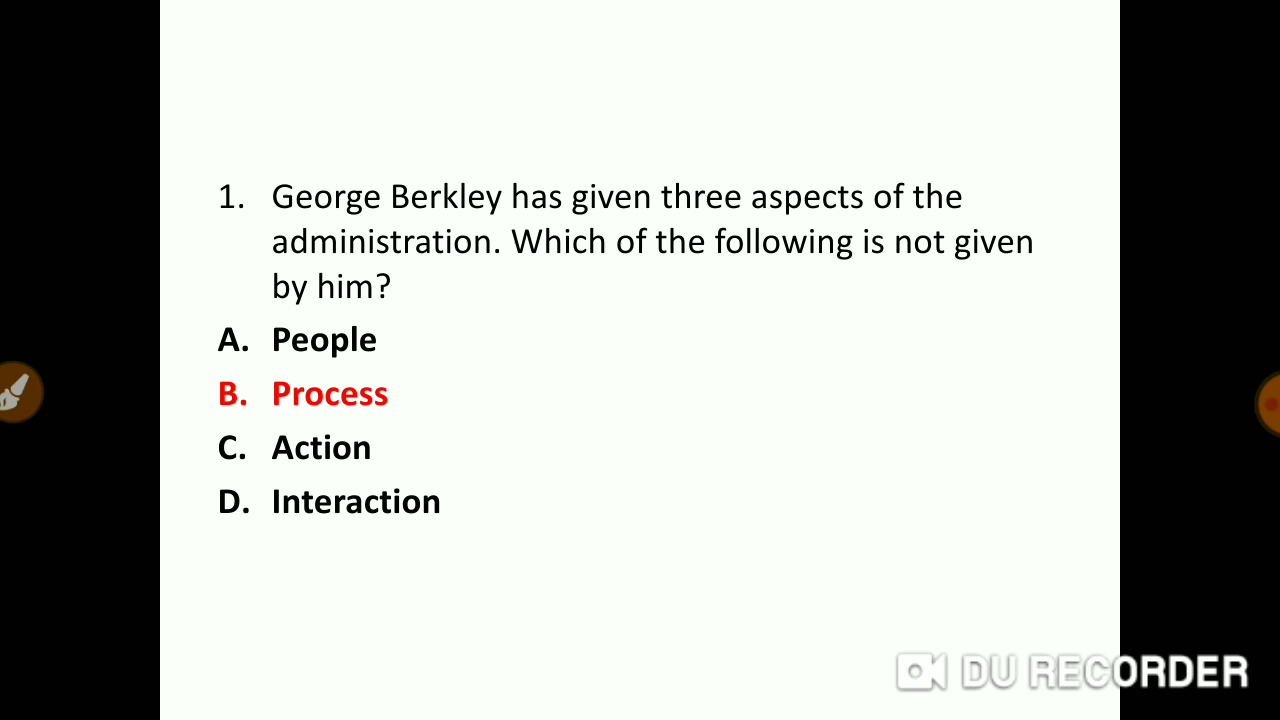 1. George Berkley has given three aspects of the
administration. Which of the following is not given
by him?
A. People
B. Process
C. Action
D. Interaction
DU RECORDER